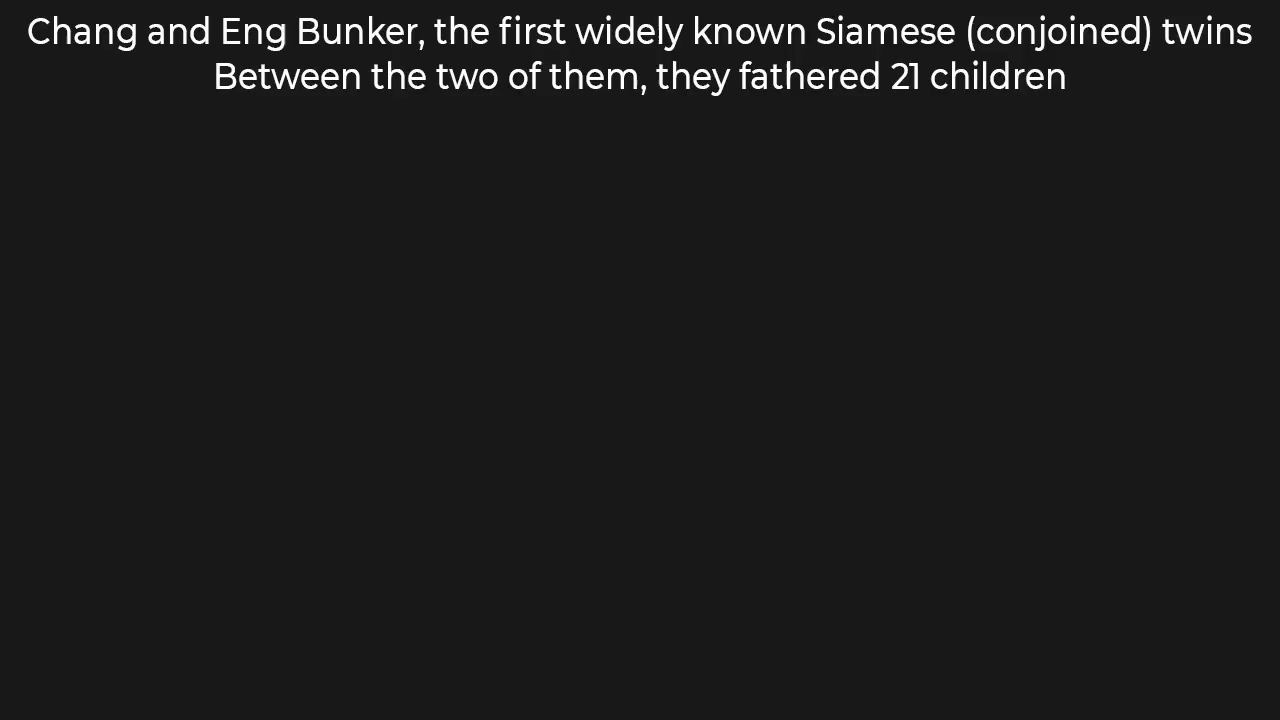 Chang and Eng Bunker, the first widely known Siamese (conjoined) twins
Between the two of them, they fathered 21 children